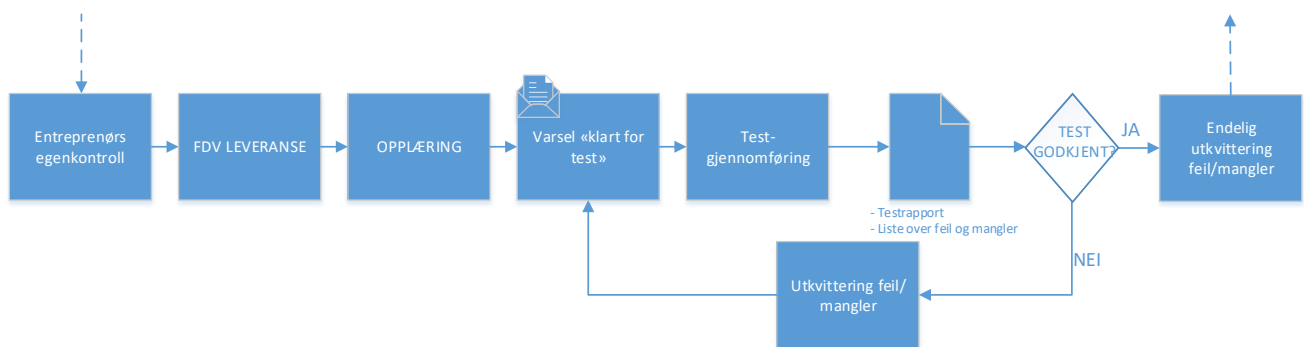 Entreprenørs
egenkontroll
FDV LEVERANSE
OPPLÆRING
Varsel «klart for
test»
Test-
gjennomføring
- Testrapport
- Liste over feil og mangler
TEST
GODKJENT?
JA
Endelig
utkvittering
feil/mangler
NEI
Utkvittering feil/
mangler